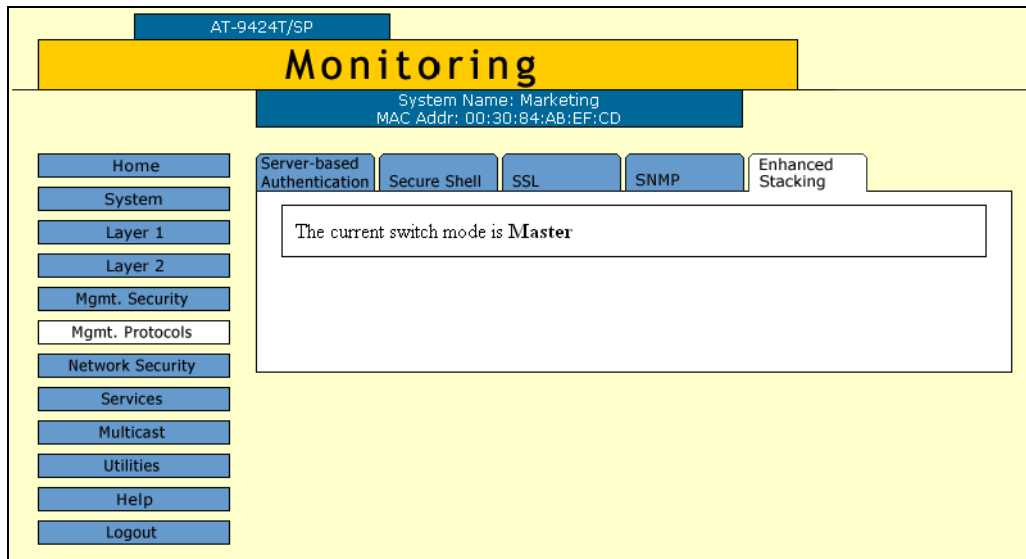 AT-9424T/SP
Monitoring
System Name: Marketing
MAC Addr: 00:30:84:AB:EF:CD
Home
System
Layer 1
Layer 2
Mgmt. Security
Mgmt. Protocols
Network Security
Services
Multicast
Utilities
Help
Logout
Server-based
Authentication
Secure Shell
SSL
SNMP
Enhanced
Stacking
The current switch mode is Master